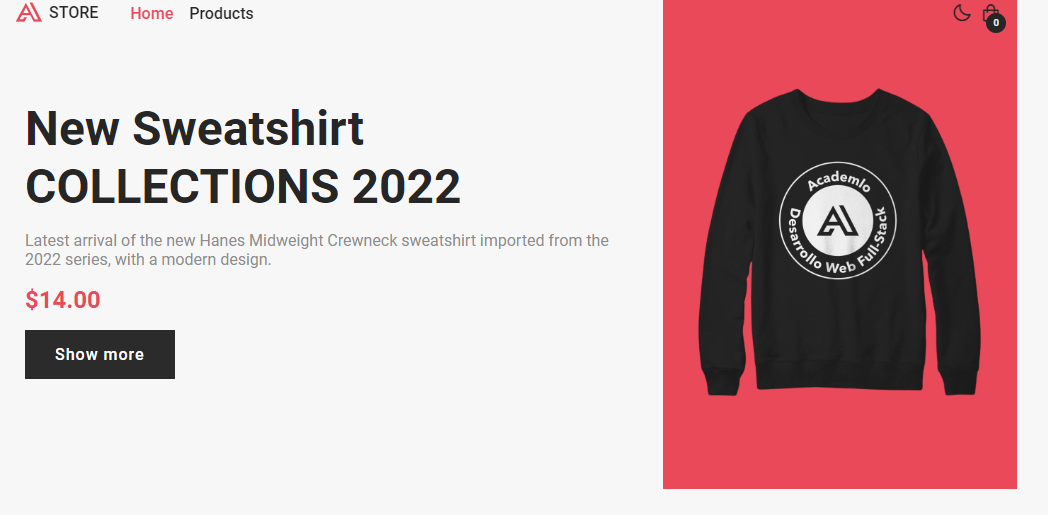 STORE Home Products
0
New Sweatshirt
COLLECTIONS 2022
Latest arrival of the new Hanes Midweight Crewneck sweatshirt imported from the
2022 series, with a modern design.
$14.00
Show more
Academlo
Desarrollo Web Full-Stack